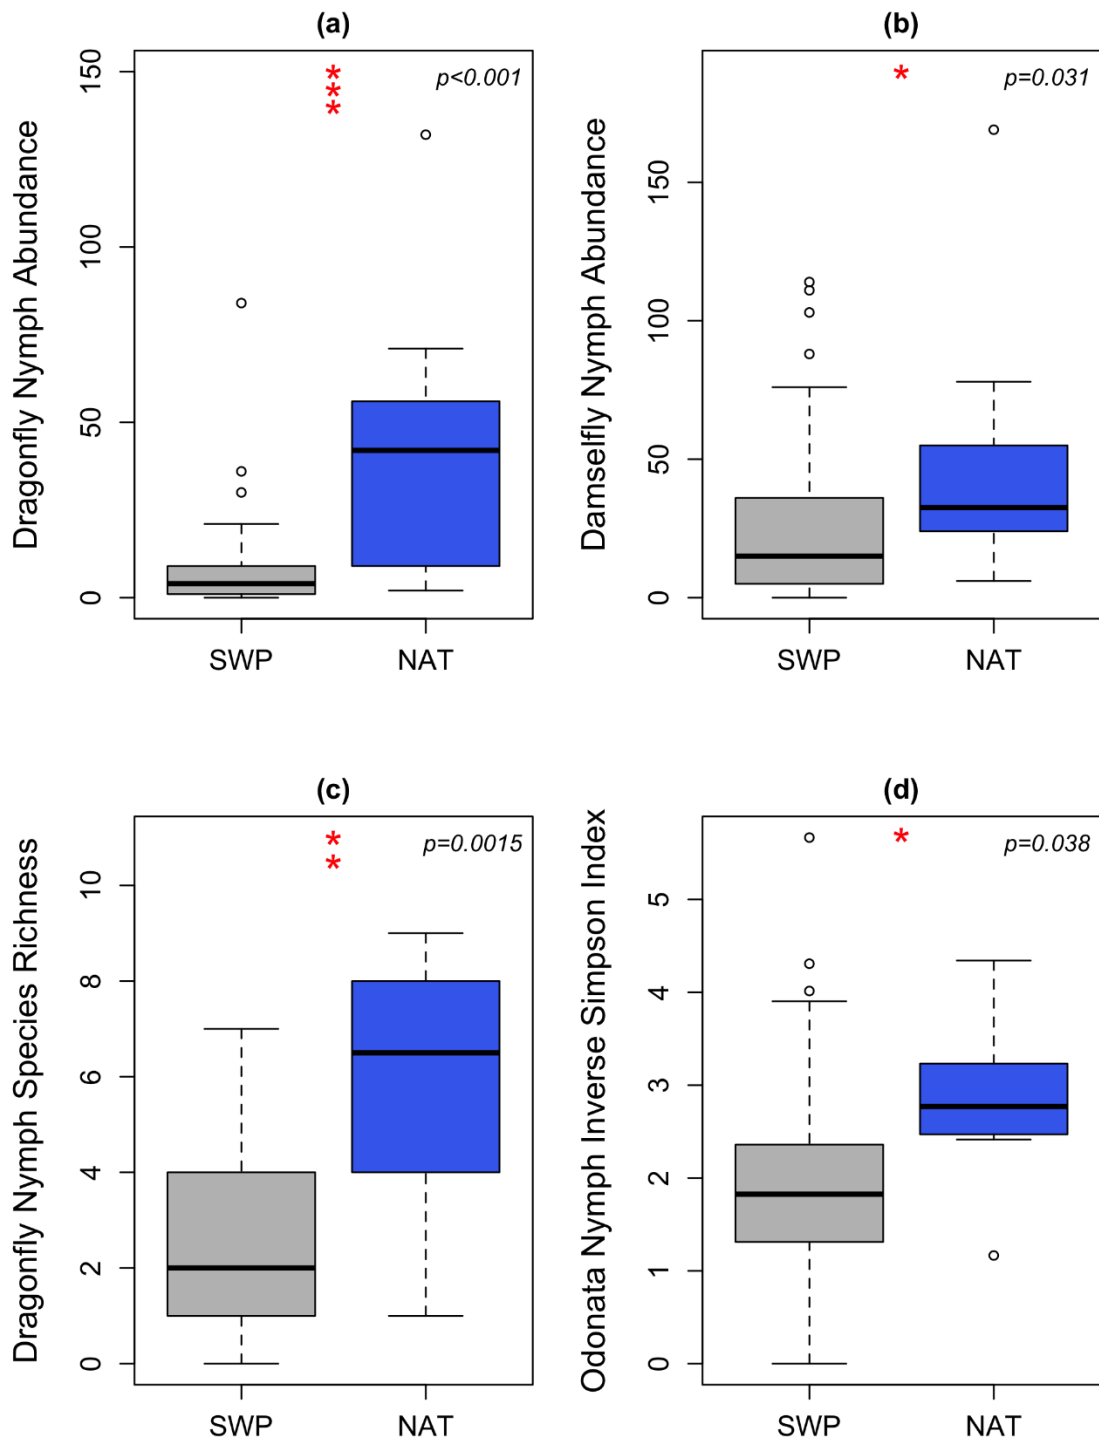 (a)
Dragonfly Nymph Abundance
150
100
50
0
***
p<0.001
SWP
NAT
(b)
Damselfly Nymph Abundance
150
100
50
0
*
p=0.031
SWP
NAT
(c)
Dragonfly Nymph Species Richness
10
8
6
4
2
0
**
p=0.0015
SWP
NAT
(d)
Odonata Nymph Inverse Simpson Index
5
4
3
2
1
0
*
p=0.038
SWP
NAT